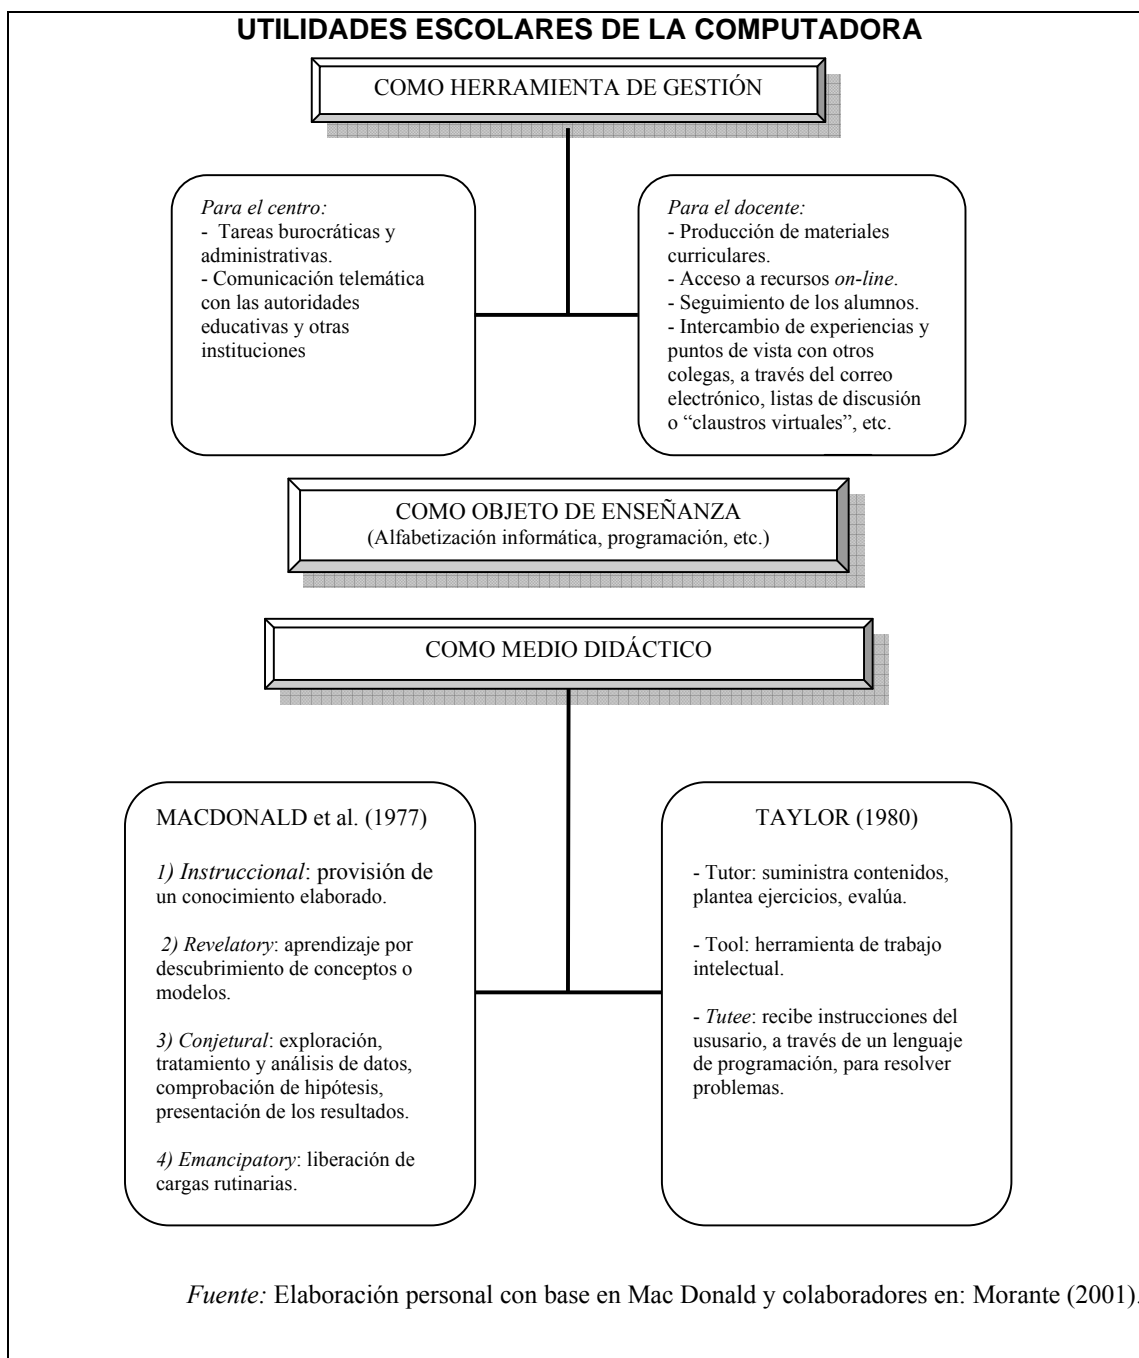 UTILIDADES ESCOLARES DE LA COMPUTADORA
COMO HERRAMIENTA DE GESTIÓN
Para el centro:
- Tareas burocráticas y
administrativas.
- Comunicación telemática
con las autoridades
educativas y otras
instituciones
Para el docente:
- Producción de materiales
curriculares.
- Acceso a recursos on-line.
- Seguimiento de los alumnos.
- Intercambio de experiencias y
puntos de vista con otros
colegas, a través del correo
electrónico, listas de discusión
o “claustros virtuales”, etc.
COMO OBJETO DE ENSEÑANZA
(Alfabetización informática, programación, etc.)
COMO MEDIO DIDÁCTICO
MACDONALD et al. (1977)
1) Instruccional: provisión de
un conocimiento elaborado.
2) Revelatory: aprendizaje por
descubrimiento de conceptos o
modelos.
3) Conjetural: exploración,
tratamiento y análisis de datos,
comprobación de hipótesis,
presentación de los resultados.
4) Emancipatory: liberación de
cargas rutinarias.
TAYLOR (1980)
- Tutor: suministra contenidos,
plantea ejercicios, evalúa.
- Tool: herramienta de trabajo
intelectual.
- Tutee: recibe instrucciones del
ususario, a través de un lenguaje
de programación, para resolver
problemas.
Fuente: Elaboración personal con base en Mac Donald y colaboradores en: Morante (2001).